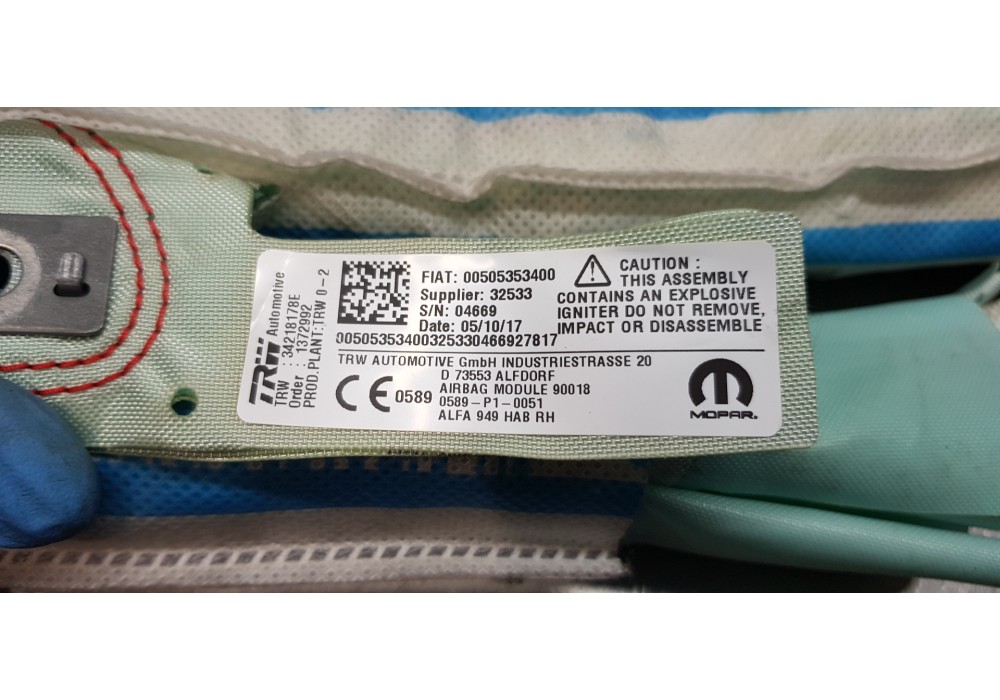 TRW Automotive
TRW : 34218178E
Order : 1372992
PROD.PLANT:TRW 0-2
FIAT: 00505353400
Supplier: 32533
S/N: 04669
Date: 05/10/17
00505353400325330466927817
CAUTION :
THIS ASSEMBLY
CONTAINS AN EXPLOSIVE
IGNITER DO NOT REMOVE,
IMPACT OR DISASSEMBLE
TRW AUTOMOTIVE GmbH INDUSTRIESTRASSE 20
D 73553 ALFDORF
AIRBAG MODULE 90018
CE 0589
0589-P1-0051
ALFA 949 HAB RH
MOPAR.